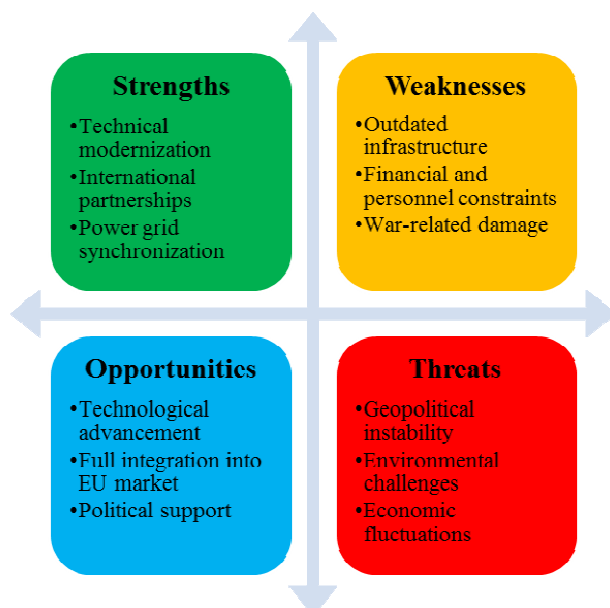 Strengths
•Technical
modernization
•International
partnerships
•Power grid
synchronization
Weaknesses
•Outdated
infrastructure
•Financial and
personnel constraints
•War-related damage
Opportunities
•Technological
advancement
•Full integration into
EU market
•Political support
Threats
•Geopolitical
instability
•Environmental
challenges
•Economic
fluctuations